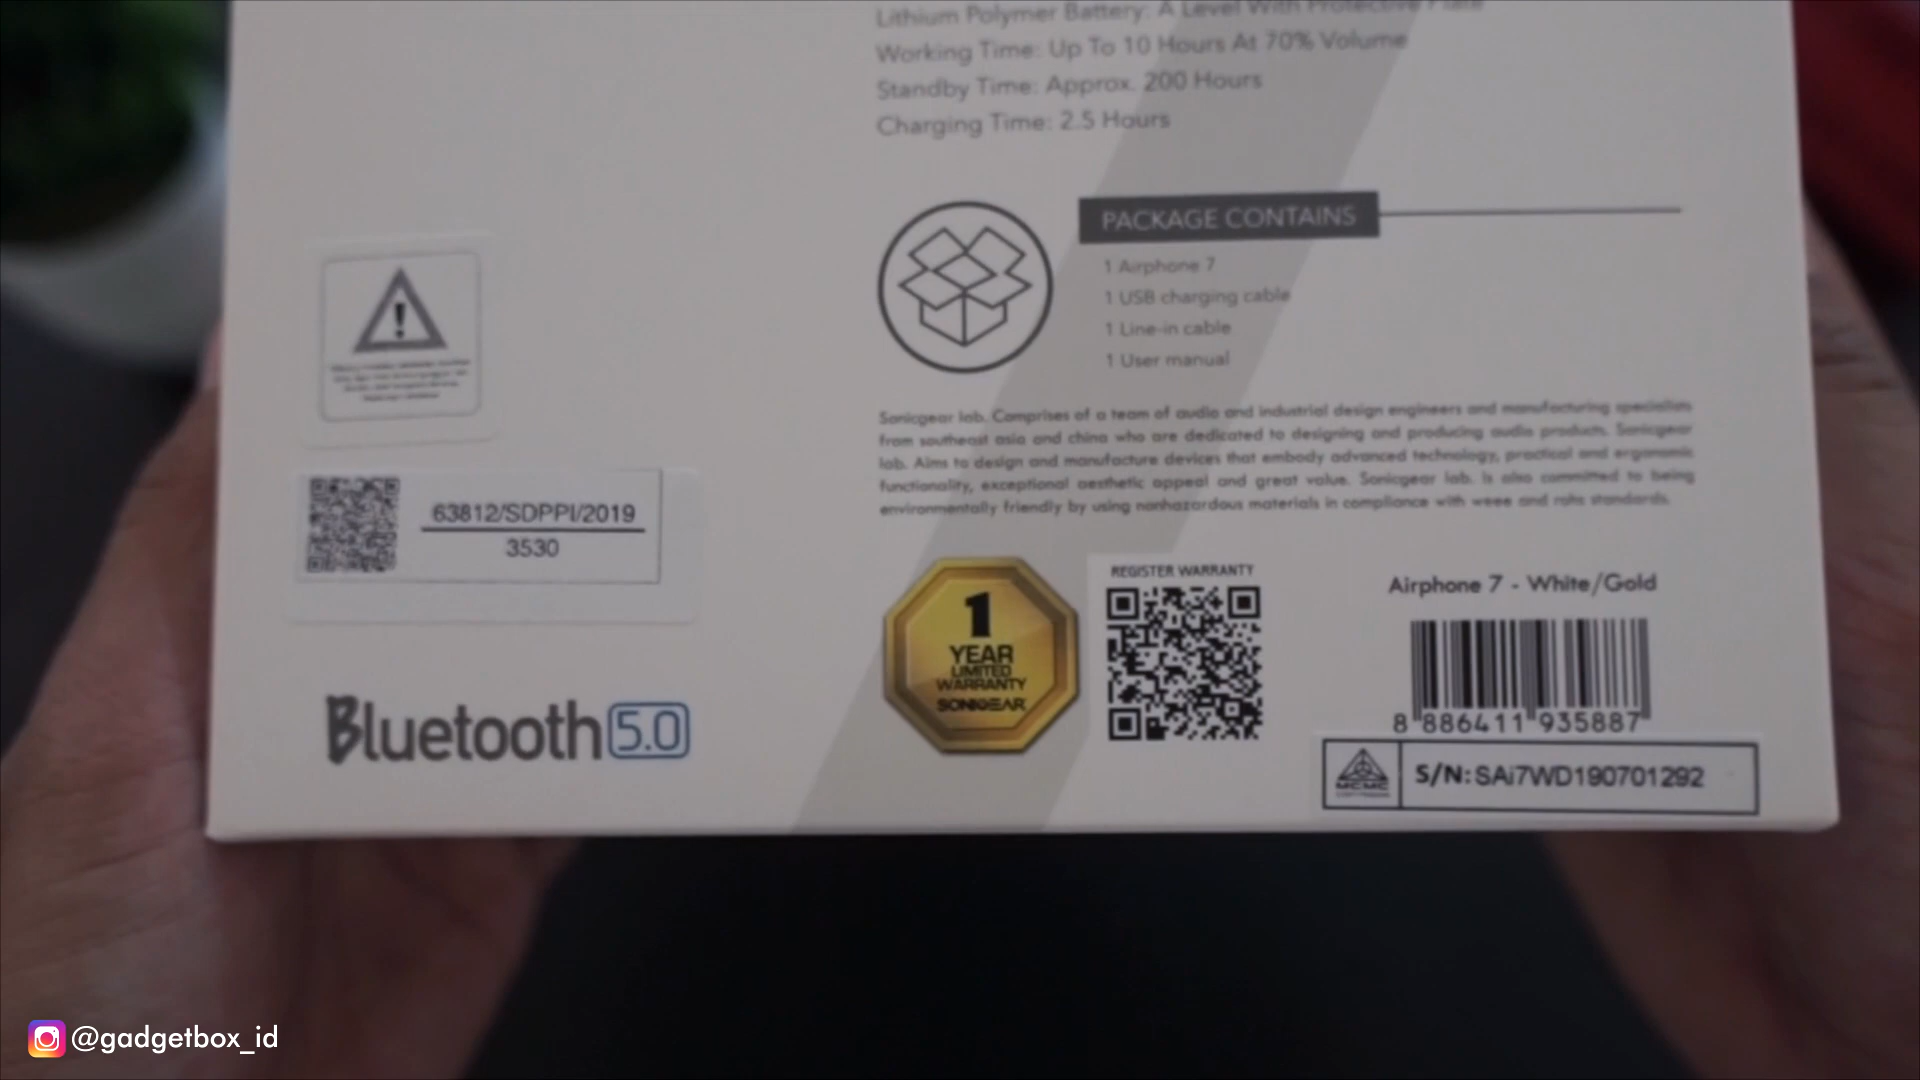 Lithium Polymer Battery: A Level With Protective Plate
Working Time: Up To 10 Hours At 70% Volume
Standby Time: Approx. 200 Hours
Charging Time: 2.5 Hours
PACKAGE CONTAINS
1 Airphone 7
1 USB charging cable
1 Line-in cable
1 User manual
Sonicgear lab. Comprises of a team of audio and industrial design engineers and manufacturing specialists
from southeast asia and china who are dedicated to designing and producing audio products. Sonicgear
lab. Aims to design and manufacture devices that embody advanced technology, practical and ergonomic
functionality, exceptional aesthetic appeal and great value. Sonicgear lab. Is also committed to being
environmentally friendly by using nonhazardous materials in compliance with weee and rohs standards.
63812/SDPPI/2019
3530
Bluetooth 5.0
1
YEAR
LIMITED
WARRANTY
SONICGEAR
REGISTER WARRANTY
Airphone 7 - White/Gold
8 886411 935887
MCMC
S/N: SAi7WD190701292
@gadgetbox_id